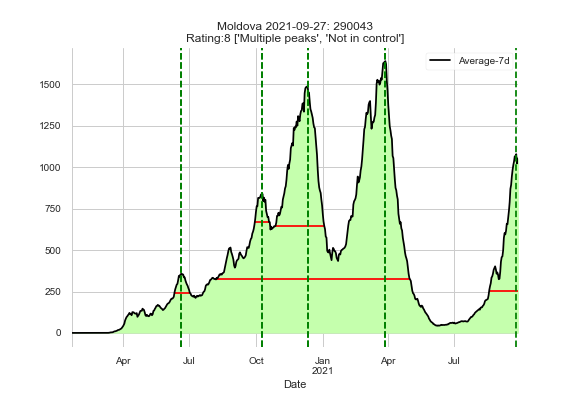 Moldova 2021-09-27: 290043
Rating:8 ['Multiple peaks', 'Not in control']
Average-7d
1500
1250
1000
750
500
250
0
Apr Jul Oct Jan Apr Jul
2021
Date